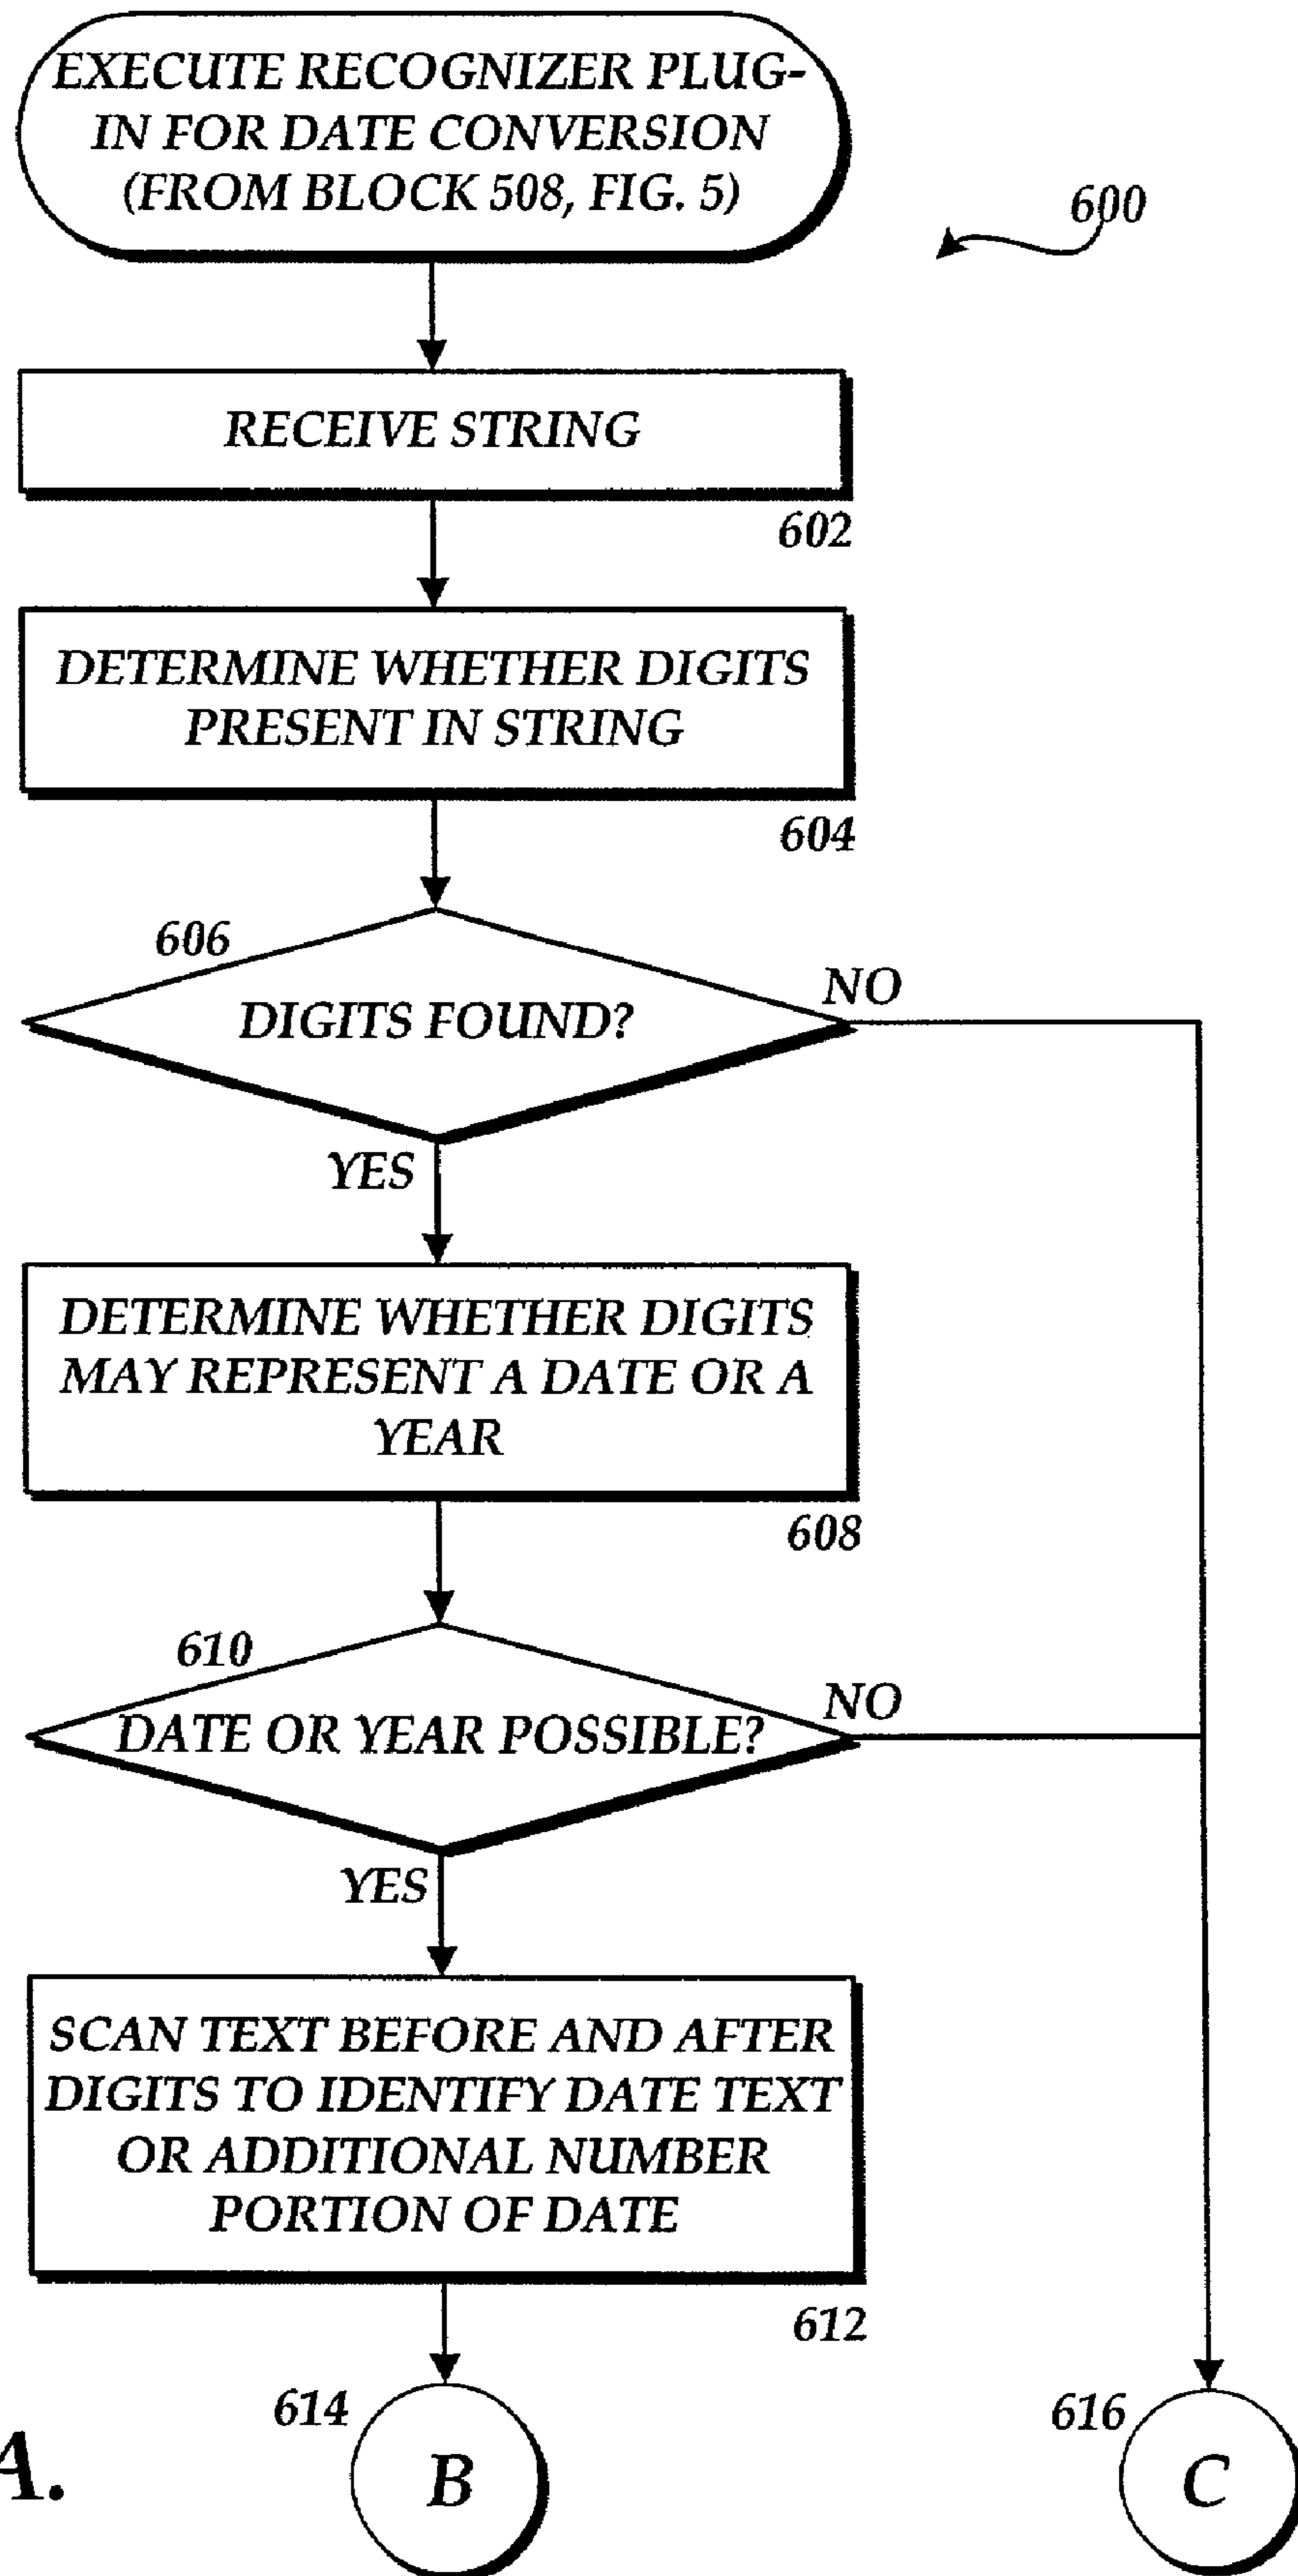 EXECUTE RECOGNIZER PLUG-
IN FOR DATE CONVERSION
(FROM BLOCK 508, FIG. 5)
600
RECEIVE STRING
602
DETERMINE WHETHER DIGITS
PRESENT IN STRING
604
606
DIGITS FOUND?
NO
YES
DETERMINE WHETHER DIGITS
MAY REPRESENT A DATE OR A
YEAR
608
610
DATE OR YEAR POSSIBLE?
NO
YES
SCAN TEXT BEFORE AND AFTER
DIGITS TO IDENTIFY DATE TEXT
OR ADDITIONAL NUMBER
PORTION OF DATE
612
614
B
616
C
A.